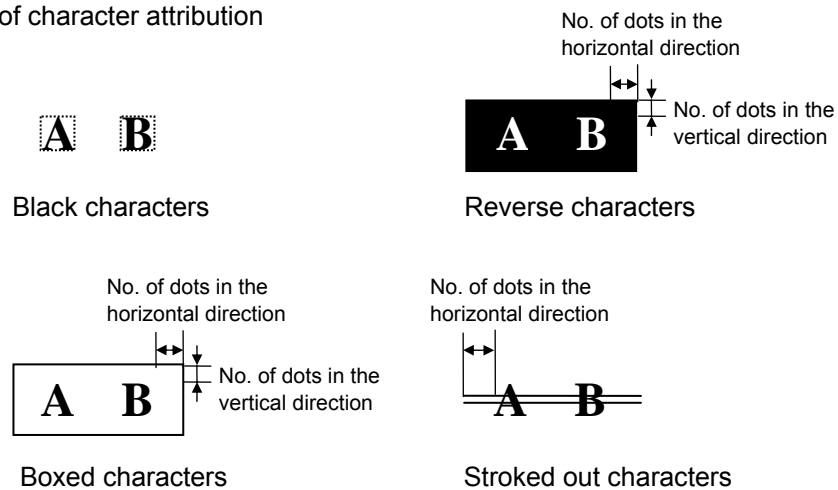 of character attribution
A B
Black characters
No. of dots in the
horizontal direction
No. of dots in the
vertical direction
A B
Reverse characters
No. of dots in the
horizontal direction
No. of dots in the
vertical direction
A B
Boxed characters
No. of dots in the
horizontal direction
A B
Stroked out characters